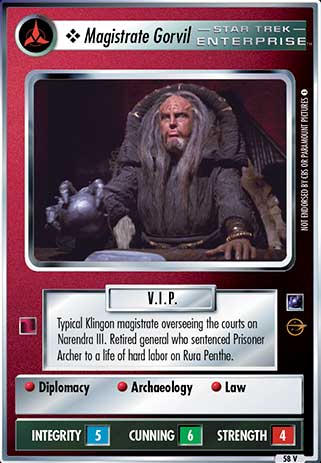 ❖ Magistrate Gorvil
STAR TREK
ENTERPRISE™
NOT ENDORSED BY CBS OR PARAMOUNT PICTURES
V.I.P.
Typical Klingon magistrate overseeing the courts on
Narendra III. Retired general who sentenced Prisoner
Archer to a life of hard labor on Rura Penthe.
Diplomacy Archaeology Law
INTEGRITY 5 CUNNING 6 STRENGTH 4
58 V